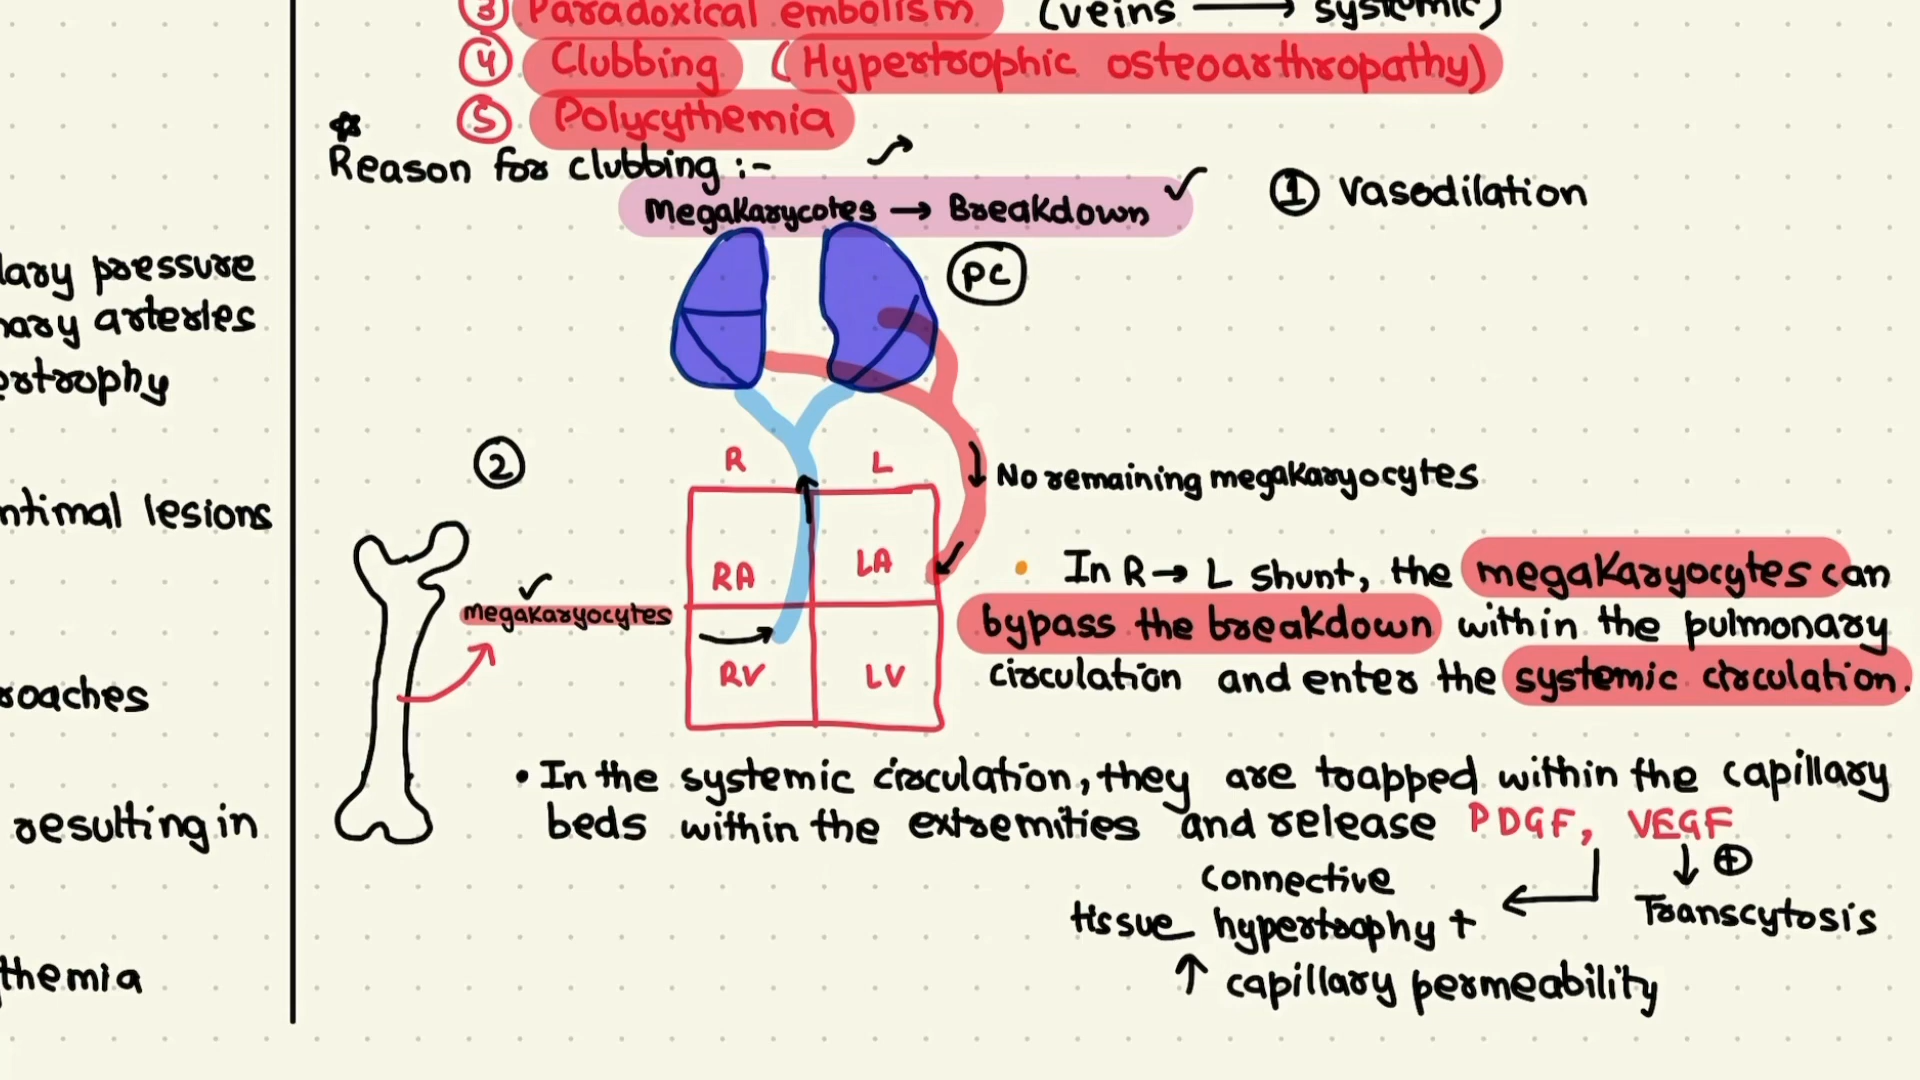 ③ Paradoxical embolism (veins ⟶ systemic)
④ Clubbing (Hypertrophic osteoarthropathy)
⑤ Polycythemia
Reason for clubbing :-
Megakarycotes → Breakdown ✓
① Vasodilation
PC
lary pressure
arteries
② 
R L
↓ No remaining megakaryocytes
ntimal lesions
megakaryocytes
RA LA
RV LV
• In R → L shunt, the megakaryocytes can
bypass the breakdown within the pulmonary
circulation and enter the systemic circulation.
roaches
• In the systemic circulation, they are trapped within the capillary
beds within the extremities and release PDGF, VEGF
resulting in
connective
tissue hypertrophy +
↑ capillary permeability
↓ ⊕
Transcytosis
themia